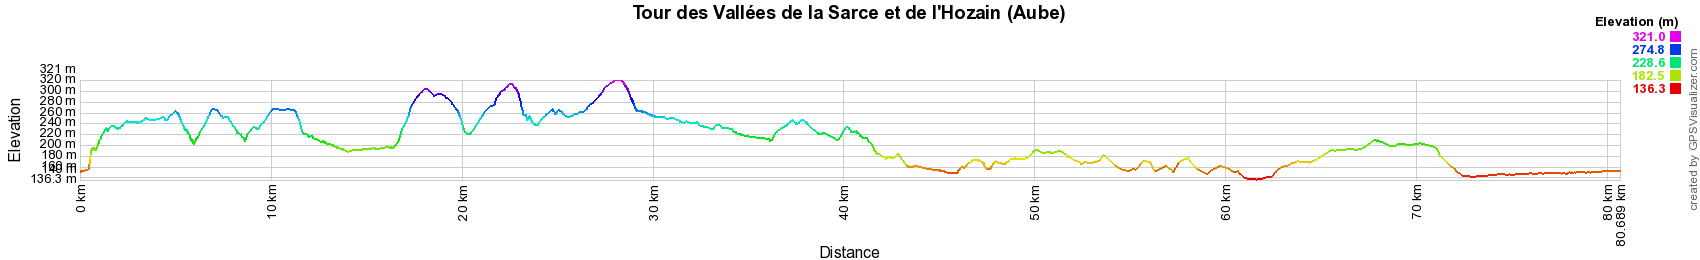 Tour des Vallées de la Sarce et de l'Hozain (Aube)
Elevation (m)
321.0
274.8
228.6
182.5
136.3
321 m
320 m
300 m
280 m
260 m
240 m
220 m
200 m
180 m
160 m
140 m
136.3 m
Elevation
0 km
10 km
20 km
30 km
40 km
50 km
60 km
70 km
80 km
80.689 km
Distance
created by GPSVisualizer.com